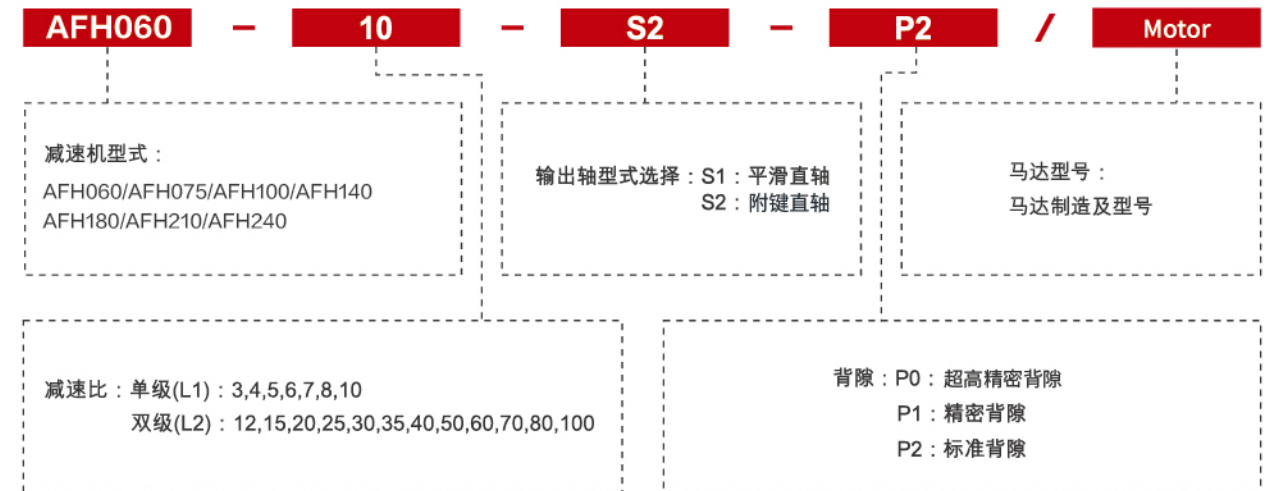 AFH060 - 10 - S2 - P2 / Motor
减速机型式：
AFH060/AFH075/AFH100/AFH140
AFH180/AFH210/AFH240
输出轴型式选择：S1：平滑直轴
S2：附键直轴
马达型号：
马达制造及型号
减速比：单级(L1)：3,4,5,6,7,8,10
双级(L2)：12,15,20,25,30,35,40,50,60,70,80,100
背隙：P0：超高精密背隙
P1：精密背隙
P2：标准背隙